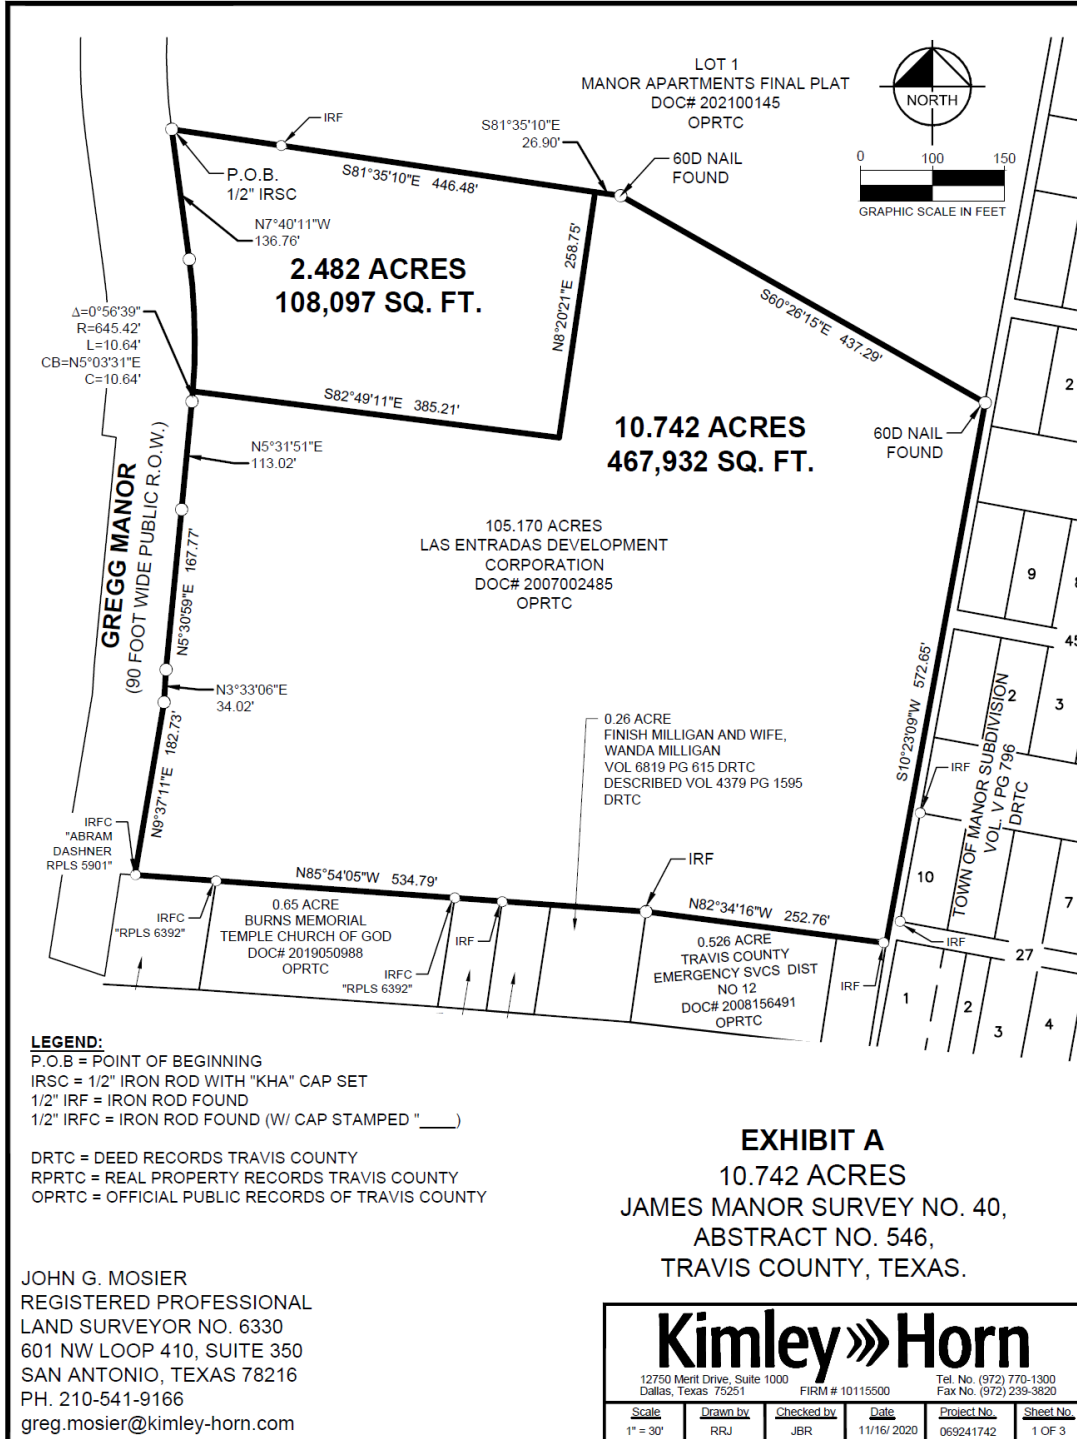 LOT 1
MANOR APARTMENTS FINAL PLAT
DOC# 202100145
OPRTC
NORTH
0 100 150
GRAPHIC SCALE IN FEET
IRF
S81°35'10"E
26.90'
60D NAIL
FOUND
P.O.B.
1/2" IRSC
S81°35'10"E 446.48'
N7°40'11"W
136.76'
2.482 ACRES
108,097 SQ. FT.
N8°20'21"E 258.75'
S60°26'15"E 437.29'
Δ=0°56'39"
R=645.42'
L=10.64'
CB=N5°03'31"E
C=10.64'
S82°49'11"E 385.21'
2
10.742 ACRES
467,932 SQ. FT.
60D NAIL
FOUND
N5°31'51"E
113.02'
GREGG MANOR
(90 FOOT WIDE PUBLIC R.O.W.)
105.170 ACRES
LAS ENTRADAS DEVELOPMENT
CORPORATION
DOC# 2007002485
OPRTC
N5°30'59"E 167.77'
9
45
S10°23'09"W 572.65'
N3°33'06"E
34.02'
2
3
N9°37'11"E 182.73'
0.26 ACRE
FINISH MILLIGAN AND WIFE,
WANDA MILLIGAN
VOL 6819 PG 615 DRTC
DESCRIBED VOL 4379 PG 1595
DRTC
IRF
TOWN OF MANOR SUBDIVISION
VOL. V PG 796
DRTC
IRFC
"ABRAM
DASHNER
RPLS 5901"
N85°54'05"W 534.79'
IRF
10
7
IRFC
"RPLS 6392"
0.65 ACRE
BURNS MEMORIAL
TEMPLE CHURCH OF GOD
DOC# 2019050988
OPRTC
IRF
N82°34'16"W 252.76'
IRFC
"RPLS 6392"
0.526 ACRE
TRAVIS COUNTY
EMERGENCY SVCS DIST
NO 12
DOC# 2008156491
OPRTC
IRF
IRF
27
1
2
3
4
LEGEND:
P.O.B = POINT OF BEGINNING
IRSC = 1/2" IRON ROD WITH "KHA" CAP SET
1/2" IRF = IRON ROD FOUND
1/2" IRFC = IRON ROD FOUND (W/ CAP STAMPED "____)
DRTC = DEED RECORDS TRAVIS COUNTY
RPRTC = REAL PROPERTY RECORDS TRAVIS COUNTY
OPRTC = OFFICIAL PUBLIC RECORDS OF TRAVIS COUNTY
EXHIBIT A
10.742 ACRES
JAMES MANOR SURVEY NO. 40,
ABSTRACT NO. 546,
TRAVIS COUNTY, TEXAS.
JOHN G. MOSIER
REGISTERED PROFESSIONAL
LAND SURVEYOR NO. 6330
601 NW LOOP 410, SUITE 350
SAN ANTONIO, TEXAS 78216
PH. 210-541-9166
greg.mosier@kimley-horn.com
Kimley»Horn
12750 Merit Drive, Suite 1000
Dallas, Texas 75251
FIRM # 10115500
Tel. No. (972) 770-1300
Fax No. (972) 239-3820
Scale Drawn by Checked by Date Project No. Sheet No.
1" = 30' RRJ JBR 11/16/ 2020 069241742 1 OF 3